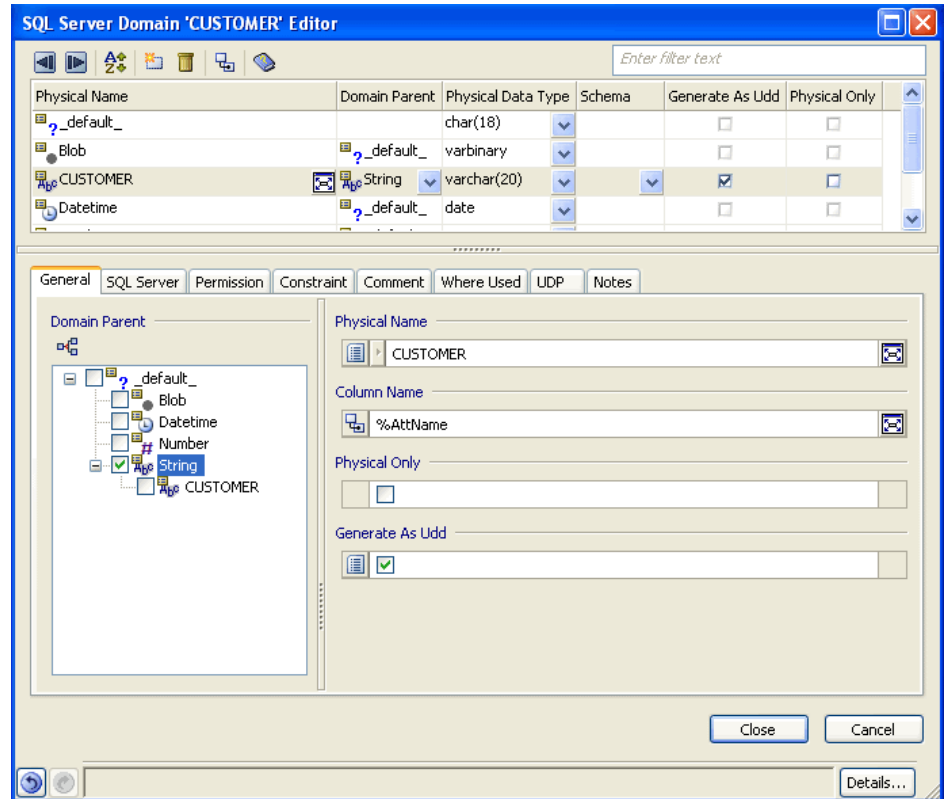 SQL Server Domain 'CUSTOMER' Editor
Enter filter text
Physical Name Domain Parent Physical Data Type Schema Generate As Udd Physical Only
_default_ char(18)
Blob _default_ varbinary
CUSTOMER String varchar(20)
Datetime _default_ date
General SQL Server Permission Constraint Comment Where Used UDP Notes
Domain Parent
_default_
Blob
Datetime
Number
String
CUSTOMER
Physical Name
CUSTOMER
Column Name
%AttName
Physical Only
Generate As Udd
Close Cancel
Details...